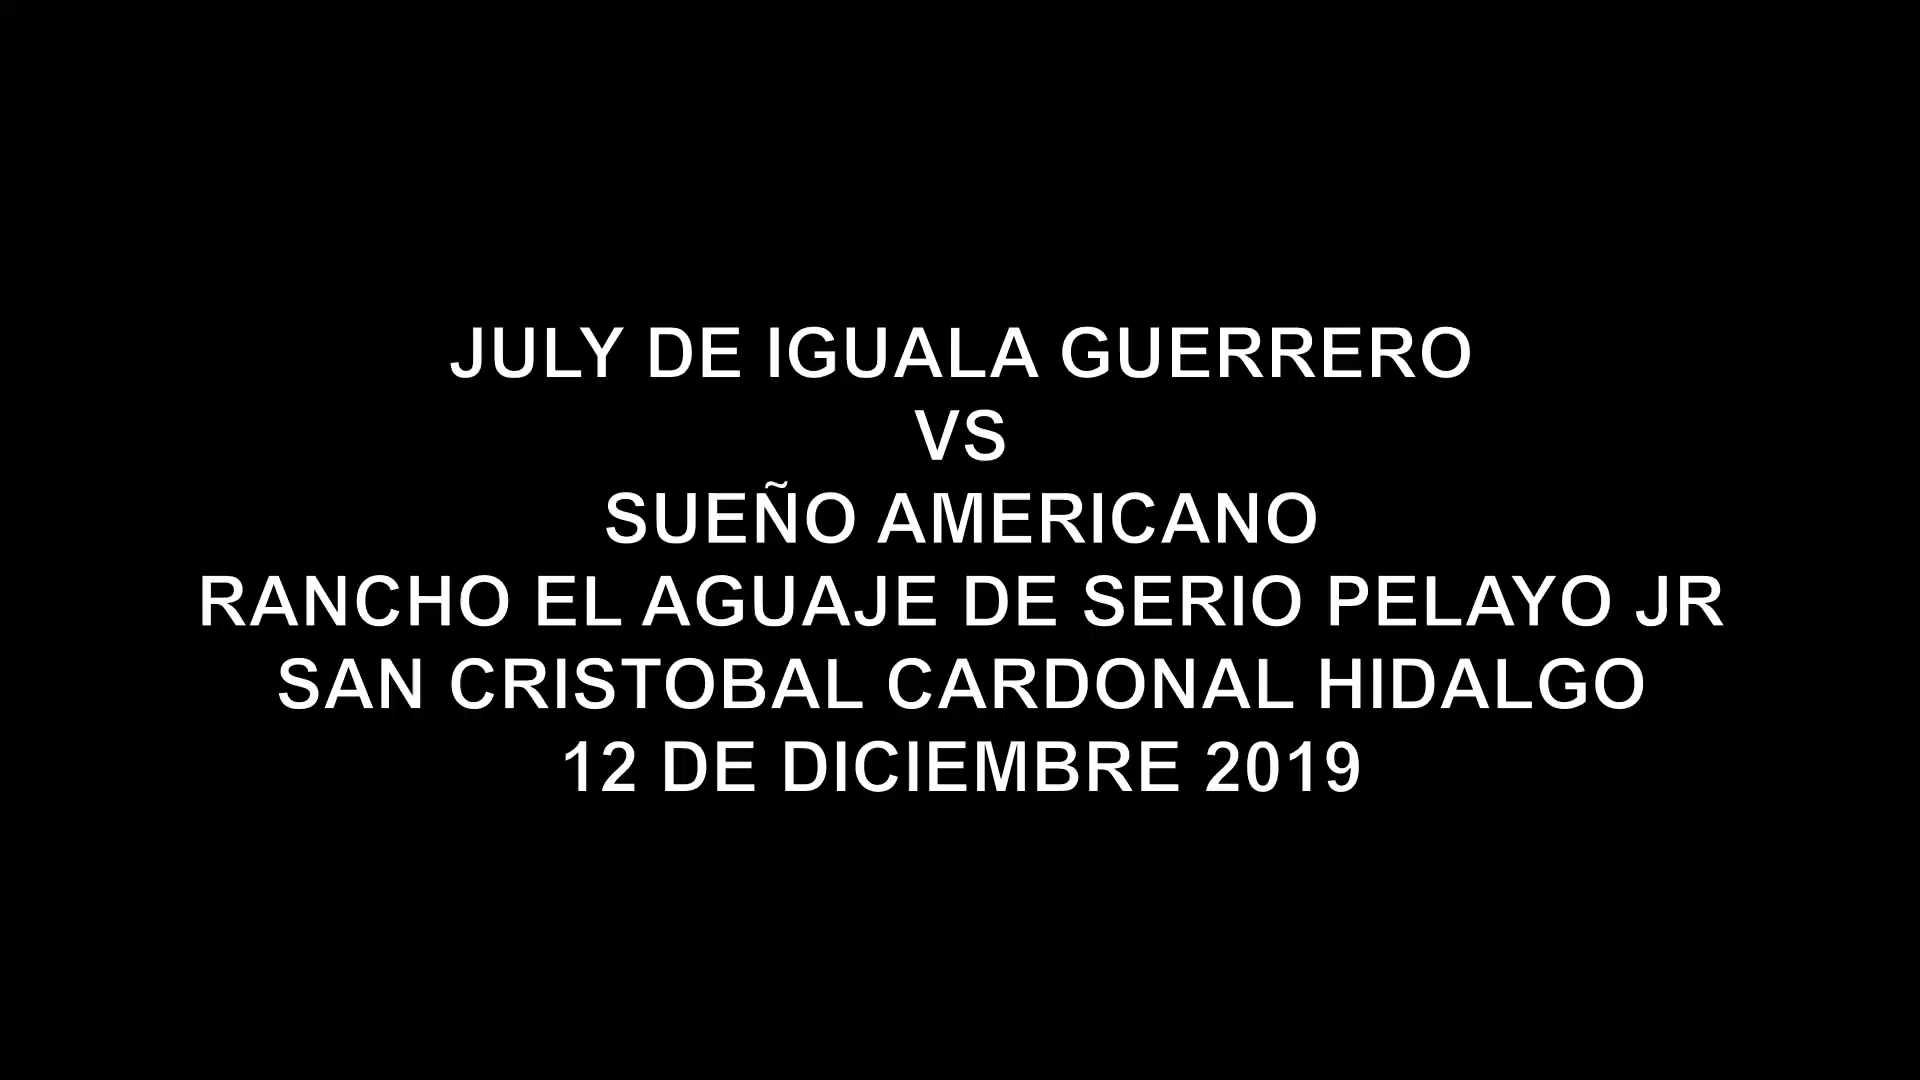 JULY DE IGUALA GUERRERO
VS
SUEÑO AMERICANO
RANCHO EL AGUAJE DE SERIO PELAYO JR
SAN CRISTOBAL CARDONAL HIDALGO
12 DE DICIEMBRE 2019